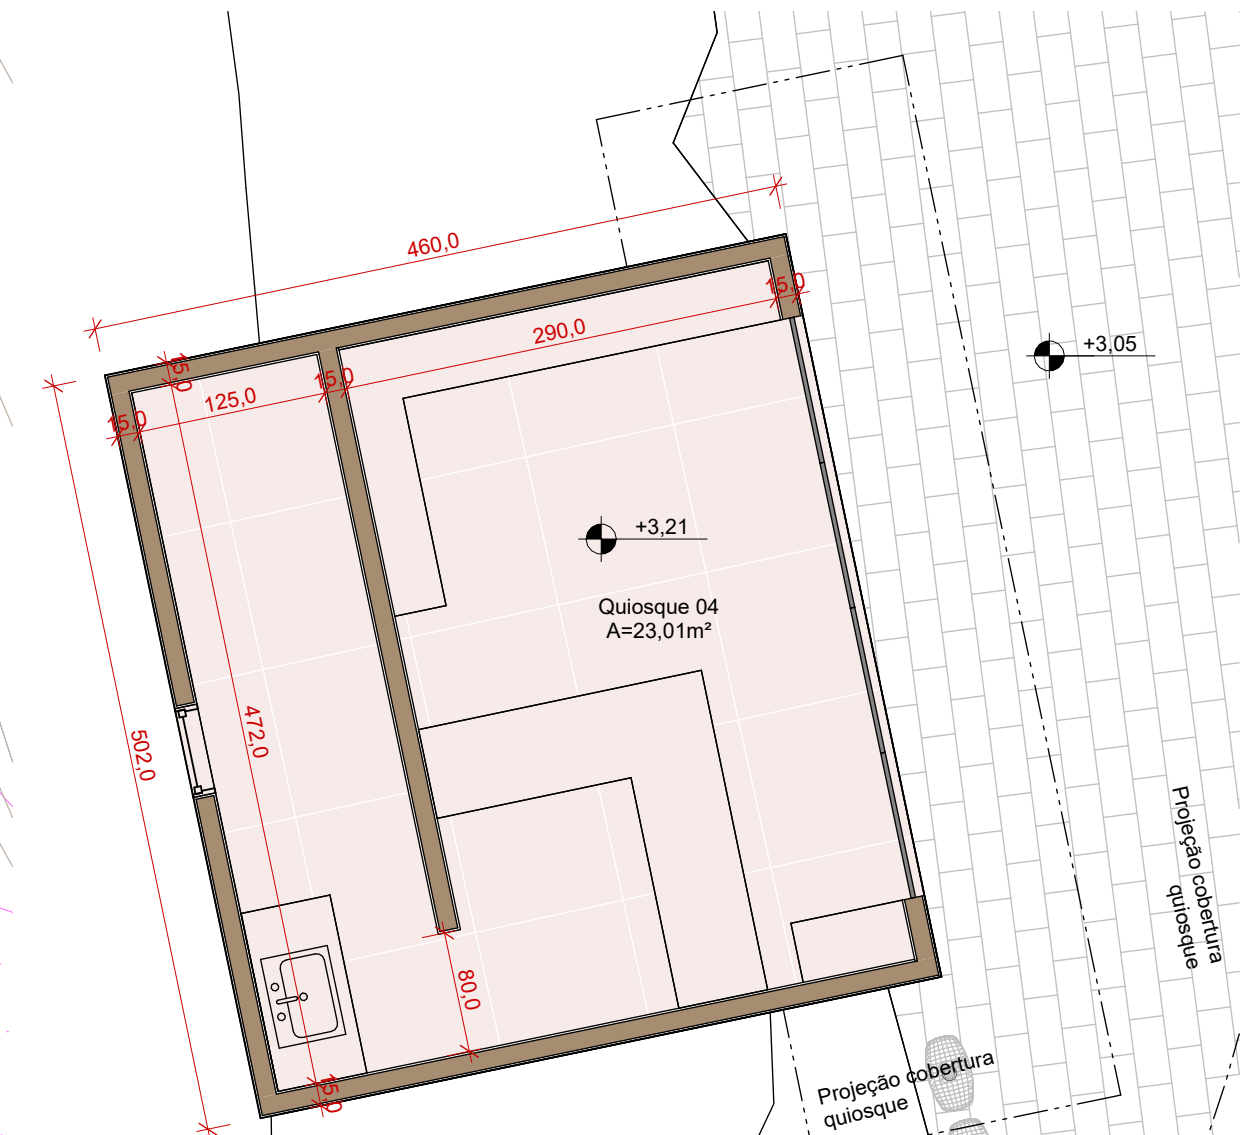 460,0
15,0
290,0
+3,05
15,0
15,0
125,0
15,0
+3,21
Quiosque 04
A=23,01m²
472,0
502,0
80,0
15,0
Projeção cobertura
quiosque
Projeção cobertura
quiosque